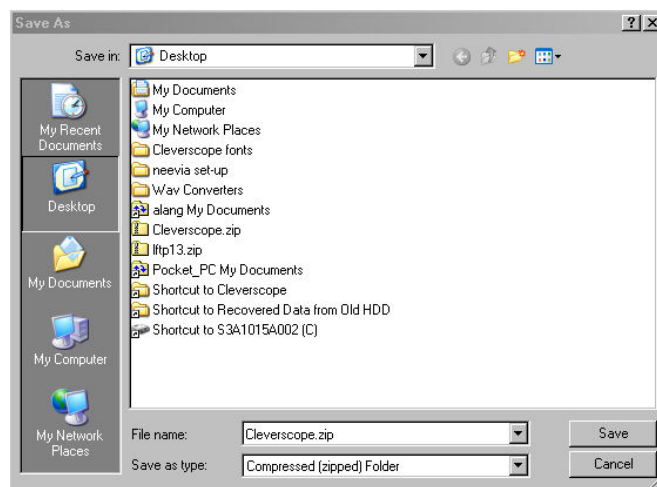 Save As
Save in:
Desktop
My Recent
Documents
Desktop
My Documents
My Computer
My Network
Places
My Documents
My Computer
My Network Places
Cleverscope fonts
neevia set-up
Wav Converters
alang My Documents
Cleverscope.zip
lftp13.zip
Pocket_PC My Documents
Shortcut to Cleverscope
Shortcut to Recovered Data from Old HDD
Shortcut to S3A1015A002 (C)
File name:
Cleverscope.zip
Save
Save as type:
Compressed (zipped) Folder
Cancel